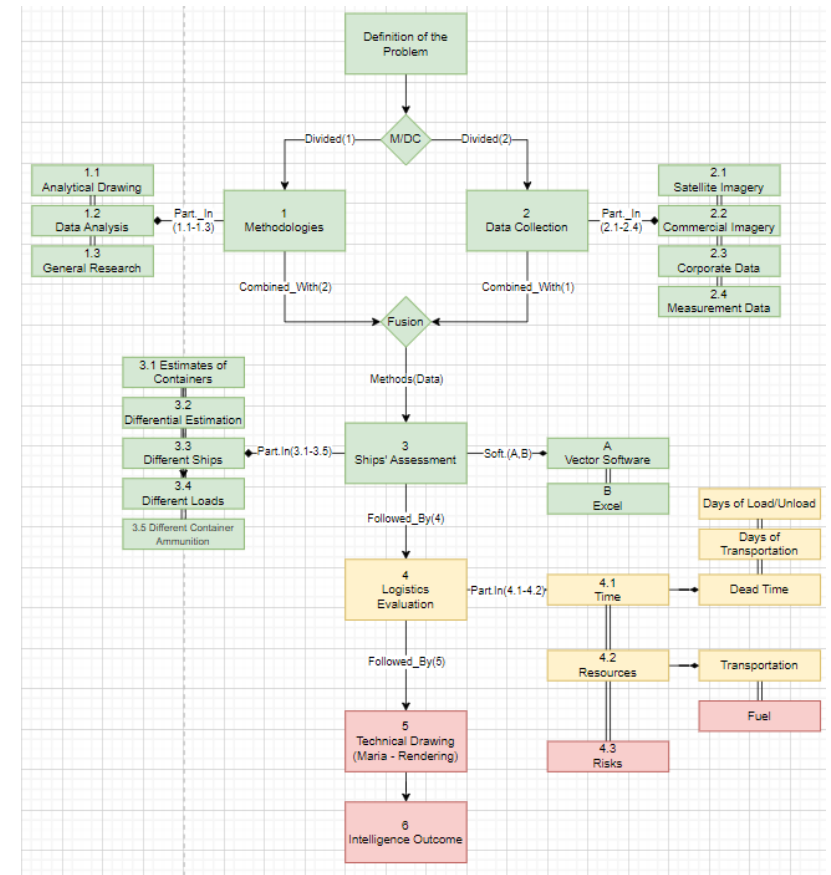 Definition of the
Problem
M/DC
Divided(1)
Divided(2)
1.1
Analytical Drawing
1.2
Data Analysis
1.3
General Research
Part._In
(1.1-1.3)
1
Methodologies
2
Data Collection
Part._In
(2.1-2.4)
2.1
Satellite Imagery
2.2
Commercial Imagery
2.3
Corporate Data
2.4
Measurement Data
Combined_With(2)
Combined_With(1)
Fusion
Methods(Data)
3.1 Estimates of
Containers
3.2
Differential Estimation
3.3
Different Ships
3.4
Different Loads
3.5 Different Container
Ammunition
Part.In(3.1-3.5)
3
Ships' Assessment
Soft.(A,B)
A
Vector Software
B
Excel
Followed_By(4)
4
Logistics
Evaluation
Part.In(4.1-4.2)
4.1
Time
Days of Load/Unload
Days of
Transportation
Dead Time
4.2
Resources
Transportation
Fuel
4.3
Risks
Followed_By(5)
5
Technical Drawing
(Maria - Rendering)
6
Intelligence Outcome